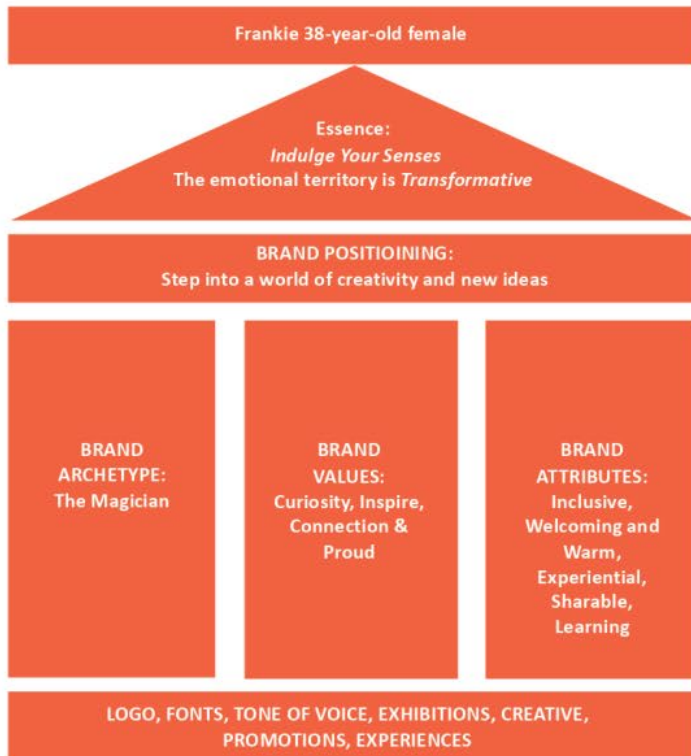 Frankie 38-year-old female
Essence:
Indulge Your Senses
The emotional territory is Transformative
BRAND POSITIOINING:
Step into a world of creativity and new ideas
BRAND
ARCHETYPE:
The Magician
BRAND
VALUES:
Curiosity, Inspire,
Connection &
Proud
BRAND
ATTRIBUTES:
Inclusive,
Welcoming and
Warm,
Experiential,
Sharable,
Learning
LOGO, FONTS, TONE OF VOICE, EXHIBITIONS, CREATIVE,
PROMOTIONS, EXPERIENCES